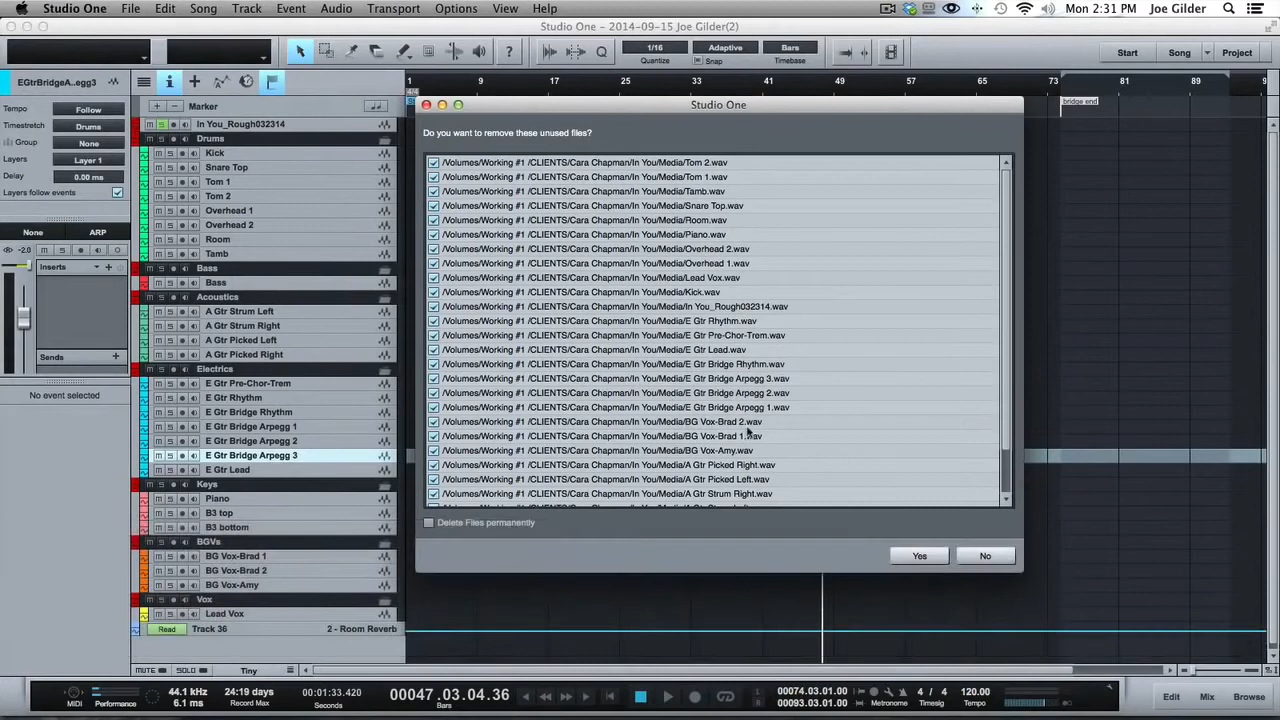 Studio One File Edit Song Track Event Audio Transport Options View Help Mon 2:31 PM Joe Gilder
Studio One - 2014-09-15 Joe Gilder(2)
1/16 Adaptive Bars
Quantize Snap Timebase
Start Song Project
EGtrBridgeA..egg3
1 9 17 25 33 41 49 57 65 73 81 89
4/4
bridge end
Tempo Follow
Timestretch Drums
Group None
Layers Layer 1
Delay 0.00 ms
Layers follow events
None ARP
-2.0 M S
Inserts
Sends
No event selected
Marker
In You_Rough032314
Drums
Kick
Snare Top
Tom 1
Tom 2
Overhead 1
Overhead 2
Room
Tamb
Bass
Bass
Acoustics
A Gtr Strum Left
A Gtr Strum Right
A Gtr Picked Left
A Gtr Picked Right
Electrics
E Gtr Pre-Chor-Trem
E Gtr Rhythm
E Gtr Bridge Rhythm
E Gtr Bridge Arpegg 1
E Gtr Bridge Arpegg 2
E Gtr Bridge Arpegg 3
E Gtr Lead
Keys
Piano
B3 top
B3 bottom
BGVs
BG Vox-Brad 1
BG Vox-Brad 2
BG Vox-Amy
Vox
Lead Vox
Read Track 36 2 - Room Reverb
MUTE SOLO Tiny
Studio One
Do you want to remove these unused files?
/Volumes/Working #1 /CLIENTS/Cara Chapman/In You/Media/Tom 2.wav
/Volumes/Working #1 /CLIENTS/Cara Chapman/In You/Media/Tom 1.wav
/Volumes/Working #1 /CLIENTS/Cara Chapman/In You/Media/Tamb.wav
/Volumes/Working #1 /CLIENTS/Cara Chapman/In You/Media/Snare Top.wav
/Volumes/Working #1 /CLIENTS/Cara Chapman/In You/Media/Room.wav
/Volumes/Working #1 /CLIENTS/Cara Chapman/In You/Media/Piano.wav
/Volumes/Working #1 /CLIENTS/Cara Chapman/In You/Media/Overhead 2.wav
/Volumes/Working #1 /CLIENTS/Cara Chapman/In You/Media/Overhead 1.wav
/Volumes/Working #1 /CLIENTS/Cara Chapman/In You/Media/Lead Vox.wav
/Volumes/Working #1 /CLIENTS/Cara Chapman/In You/Media/Kick.wav
/Volumes/Working #1 /CLIENTS/Cara Chapman/In You/Media/In You_Rough032314.wav
/Volumes/Working #1 /CLIENTS/Cara Chapman/In You/Media/E Gtr Rhythm.wav
/Volumes/Working #1 /CLIENTS/Cara Chapman/In You/Media/E Gtr Pre-Chor-Trem.wav
/Volumes/Working #1 /CLIENTS/Cara Chapman/In You/Media/E Gtr Lead.wav
/Volumes/Working #1 /CLIENTS/Cara Chapman/In You/Media/E Gtr Bridge Rhythm.wav
/Volumes/Working #1 /CLIENTS/Cara Chapman/In You/Media/E Gtr Bridge Arpegg 3.wav
/Volumes/Working #1 /CLIENTS/Cara Chapman/In You/Media/E Gtr Bridge Arpegg 2.wav
/Volumes/Working #1 /CLIENTS/Cara Chapman/In You/Media/E Gtr Bridge Arpegg 1.wav
/Volumes/Working #1 /CLIENTS/Cara Chapman/In You/Media/BG Vox-Brad 2.wav
/Volumes/Working #1 /CLIENTS/Cara Chapman/In You/Media/BG Vox-Brad 1.wav
/Volumes/Working #1 /CLIENTS/Cara Chapman/In You/Media/BG Vox-Amy.wav
/Volumes/Working #1 /CLIENTS/Cara Chapman/In You/Media/A Gtr Picked Right.wav
/Volumes/Working #1 /CLIENTS/Cara Chapman/In You/Media/A Gtr Picked Left.wav
/Volumes/Working #1 /CLIENTS/Cara Chapman/In You/Media/A Gtr Strum Right.wav
Delete Files permanently
Yes No
44.1 kHz 24:19 days 00:01:33.420 00047.03.04.36 00074.03.01.00 4 / 4 120.00
6.1 ms 00093.03.01.00
MIDI Performance Record Max Seconds Bars Metronome Timesig Tempo
Edit Mix Browse